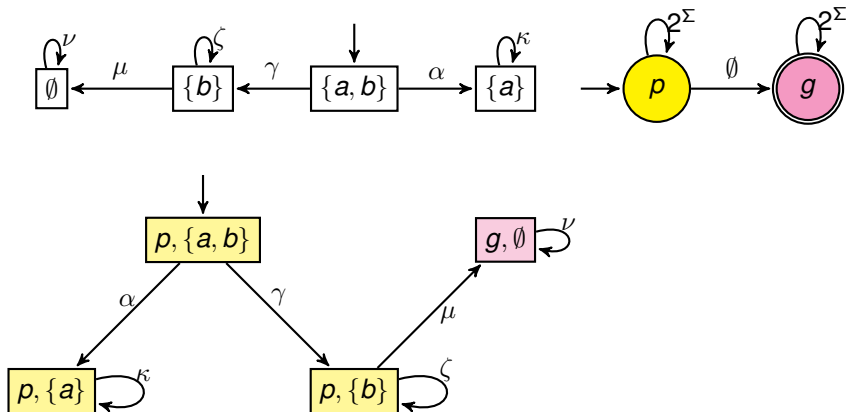 ν ζ κ 2^Σ 2^Σ
∅ μ {b} γ {a, b} α {a} p ∅ g
p, {a, b} g, ∅ ν
α γ μ
p, {a} κ p, {b} ζ